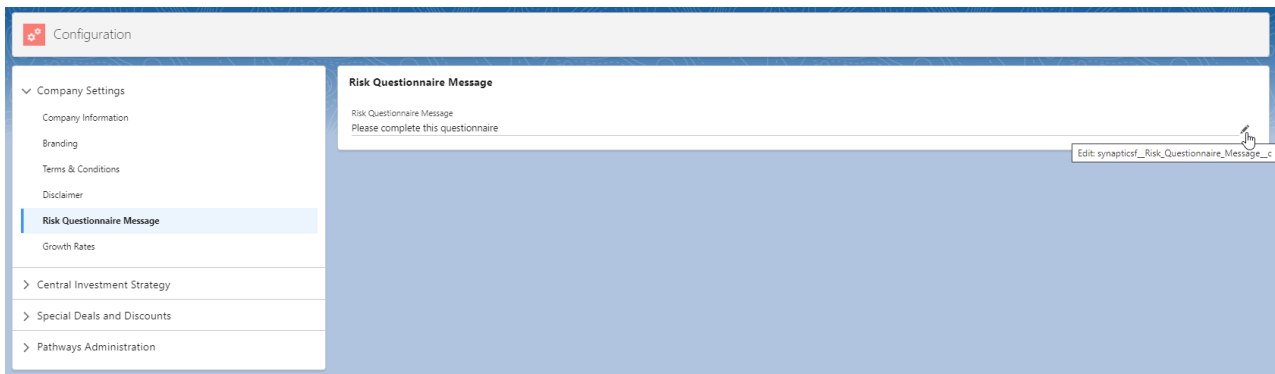 Configuration
Company Settings
Company Information
Branding
Terms & Conditions
Disclaimer
Risk Questionnaire Message
Growth Rates
Central Investment Strategy
Special Deals and Discounts
Pathways Administration
Risk Questionnaire Message
Risk Questionnaire Message
Please complete this questionnaire
Edit: synapticsf__Risk_Questionnaire_Message__c